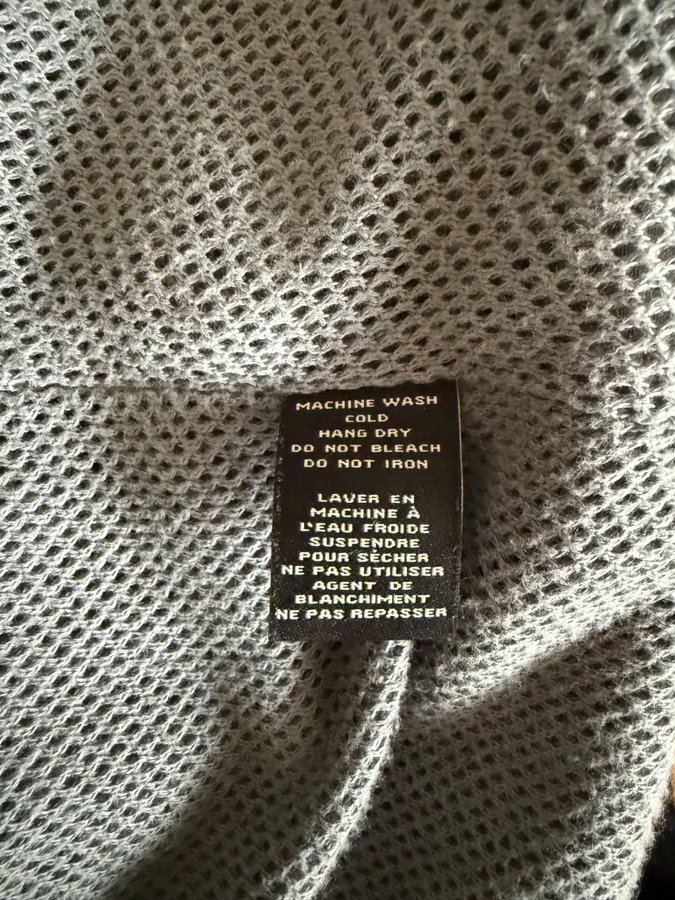 MACHINE WASH
COLD
HANG DRY
DO NOT BLEACH
DO NOT IRON
LAVER EN
MACHINE À
L'EAU FROIDE
SUSPENDRE
POUR SÈCHER
NE PAS UTILISER
AGENT DE
BLANCHIMENT
NE PAS REPASSER